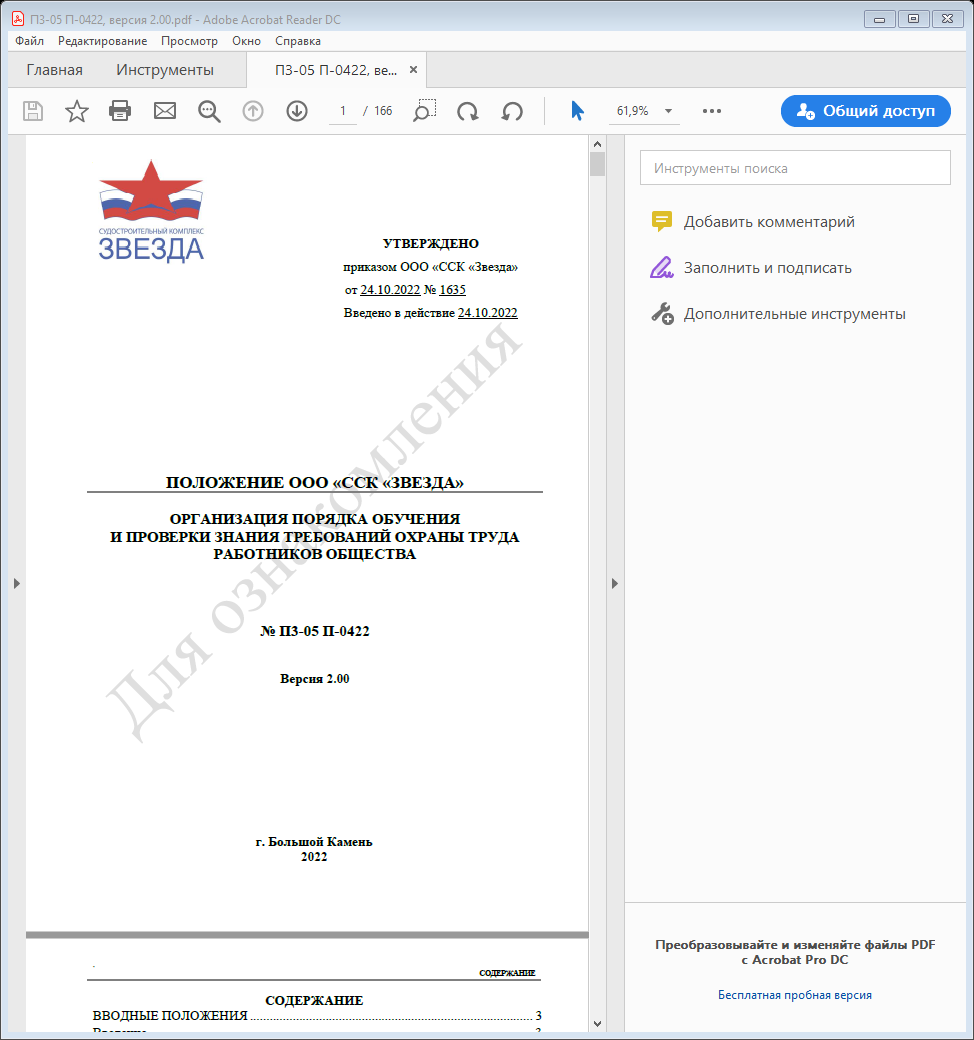 П3-05 П-0422, версия 2.00.pdf - Adobe Acrobat Reader DC
Файл Редактирование Просмотр Окно Справка
Главная Инструменты П3-05 П-0422, ве... ×
1 / 166 61,9% Общий доступ
Инструменты поиска
Добавить комментарий
Заполнить и подписать
Дополнительные инструменты
СУДОСТРОИТЕЛЬНЫЙ КОМПЛЕКС
ЗВЕЗДА
УТВЕРЖДЕНО
приказом ООО «ССК «Звезда»
от 24.10.2022 № 1635
Введено в действие 24.10.2022
Для ознакомления
ПОЛОЖЕНИЕ ООО «ССК «ЗВЕЗДА»
ОРГАНИЗАЦИЯ ПОРЯДКА ОБУЧЕНИЯ
И ПРОВЕРКИ ЗНАНИЯ ТРЕБОВАНИЙ ОХРАНЫ ТРУДА
РАБОТНИКОВ ОБЩЕСТВА
№ П3-05 П-0422
Версия 2.00
г. Большой Камень
2022
СОДЕРЖАНИЕ
СОДЕРЖАНИЕ
ВВОДНЫЕ ПОЛОЖЕНИЯ ........ 3
Преобразовывайте и изменяйте файлы PDF
с Acrobat Pro DC
Бесплатная пробная версия